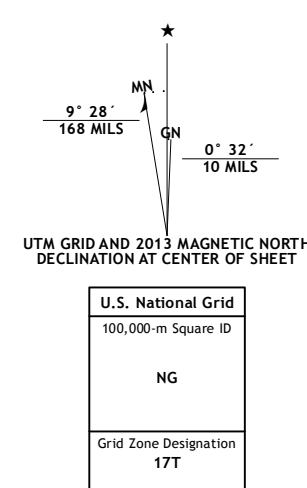 MN
9° 28´
168 MILS
GN
0° 32´
10 MILS
UTM GRID AND 2013 MAGNETIC NORTH
DECLINATION AT CENTER OF SHEET
U.S. National Grid
100,000-m Square ID
NG
Grid Zone Designation
17T